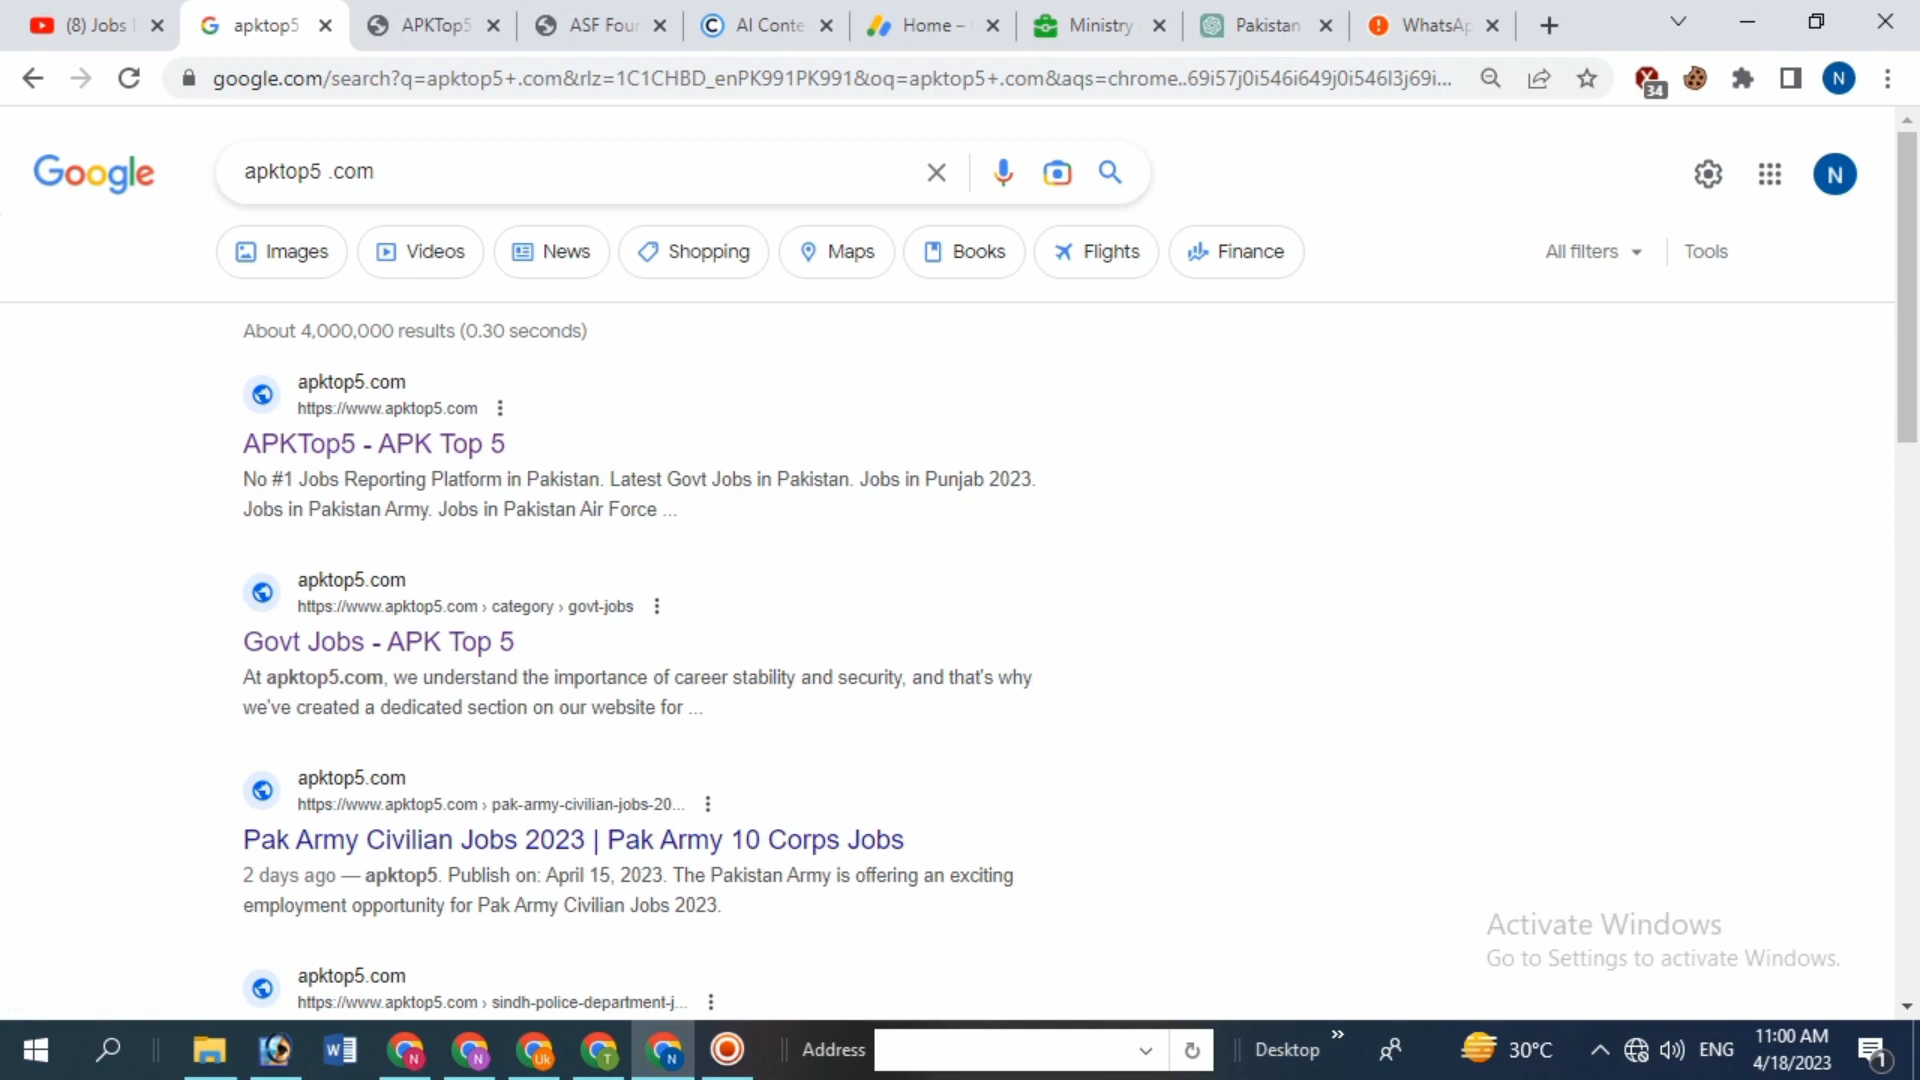 (8) Jobs
apktop5
APKTop5
ASF Four
AI Conte
Home –
Ministry
Pakistan
WhatsAp
google.com/search?q=apktop5+.com&rlz=1C1CHBD_enPK991PK991&oq=apktop5+.com&aqs=chrome..69i57j0i546i649j0i546l3j69i...
34
N
Google
apktop5 .com
N
Images
Videos
News
Shopping
Maps
Books
Flights
Finance
All filters
Tools
About 4,000,000 results (0.30 seconds)
apktop5.com
https://www.apktop5.com
APKTop5 - APK Top 5
No #1 Jobs Reporting Platform in Pakistan. Latest Govt Jobs in Pakistan. Jobs in Punjab 2023.
Jobs in Pakistan Army. Jobs in Pakistan Air Force ...
apktop5.com
https://www.apktop5.com › category › govt-jobs
Govt Jobs - APK Top 5
At apktop5.com, we understand the importance of career stability and security, and that's why
we've created a dedicated section on our website for ...
apktop5.com
https://www.apktop5.com › pak-army-civilian-jobs-20...
Pak Army Civilian Jobs 2023 | Pak Army 10 Corps Jobs
2 days ago — apktop5. Publish on: April 15, 2023. The Pakistan Army is offering an exciting
employment opportunity for Pak Army Civilian Jobs 2023.
Activate Windows
Go to Settings to activate Windows.
apktop5.com
https://www.apktop5.com › sindh-police-department-j...
N
N
Uk
T
N
Address
Desktop
30°C
ENG
11:00 AM
4/18/2023
1